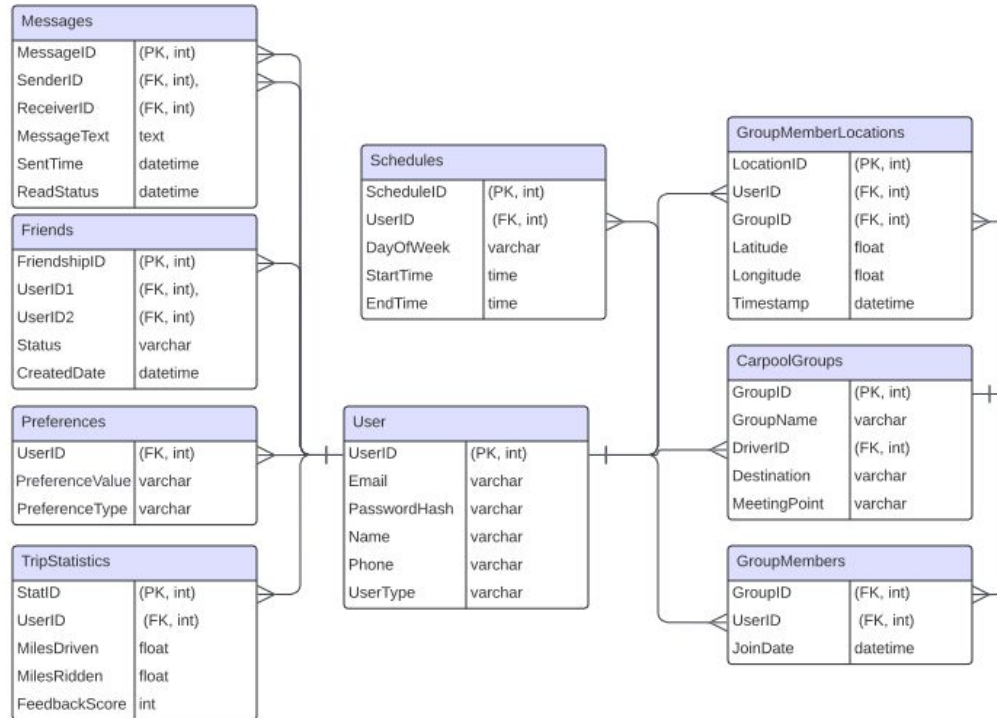 Messages
MessageID (PK, int)
SenderID (FK, int),
ReceiverID (FK, int)
MessageText text
SentTime datetime
ReadStatus datetime
Friends
FriendshipID (PK, int)
UserID1 (FK, int),
UserID2 (FK, int)
Status varchar
CreatedDate datetime
Preferences
UserID (FK, int)
PreferenceValue varchar
PreferenceType varchar
TripStatistics
StatID (PK, int)
UserID (FK, int)
MilesDriven float
MilesRidden float
FeedbackScore int
Schedules
ScheduleID (PK, int)
UserID (FK, int)
DayOfWeek varchar
StartTime time
EndTime time
User
UserID (PK, int)
Email varchar
PasswordHash varchar
Name varchar
Phone varchar
UserType varchar
GroupMemberLocations
LocationID (PK, int)
UserID (FK, int)
GroupID (FK, int)
Latitude float
Longitude float
Timestamp datetime
CarpoolGroups
GroupID (PK, int)
GroupName varchar
DriverID (FK, int)
Destination varchar
MeetingPoint varchar
GroupMembers
GroupID (FK, int)
UserID (FK, int)
JoinDate datetime